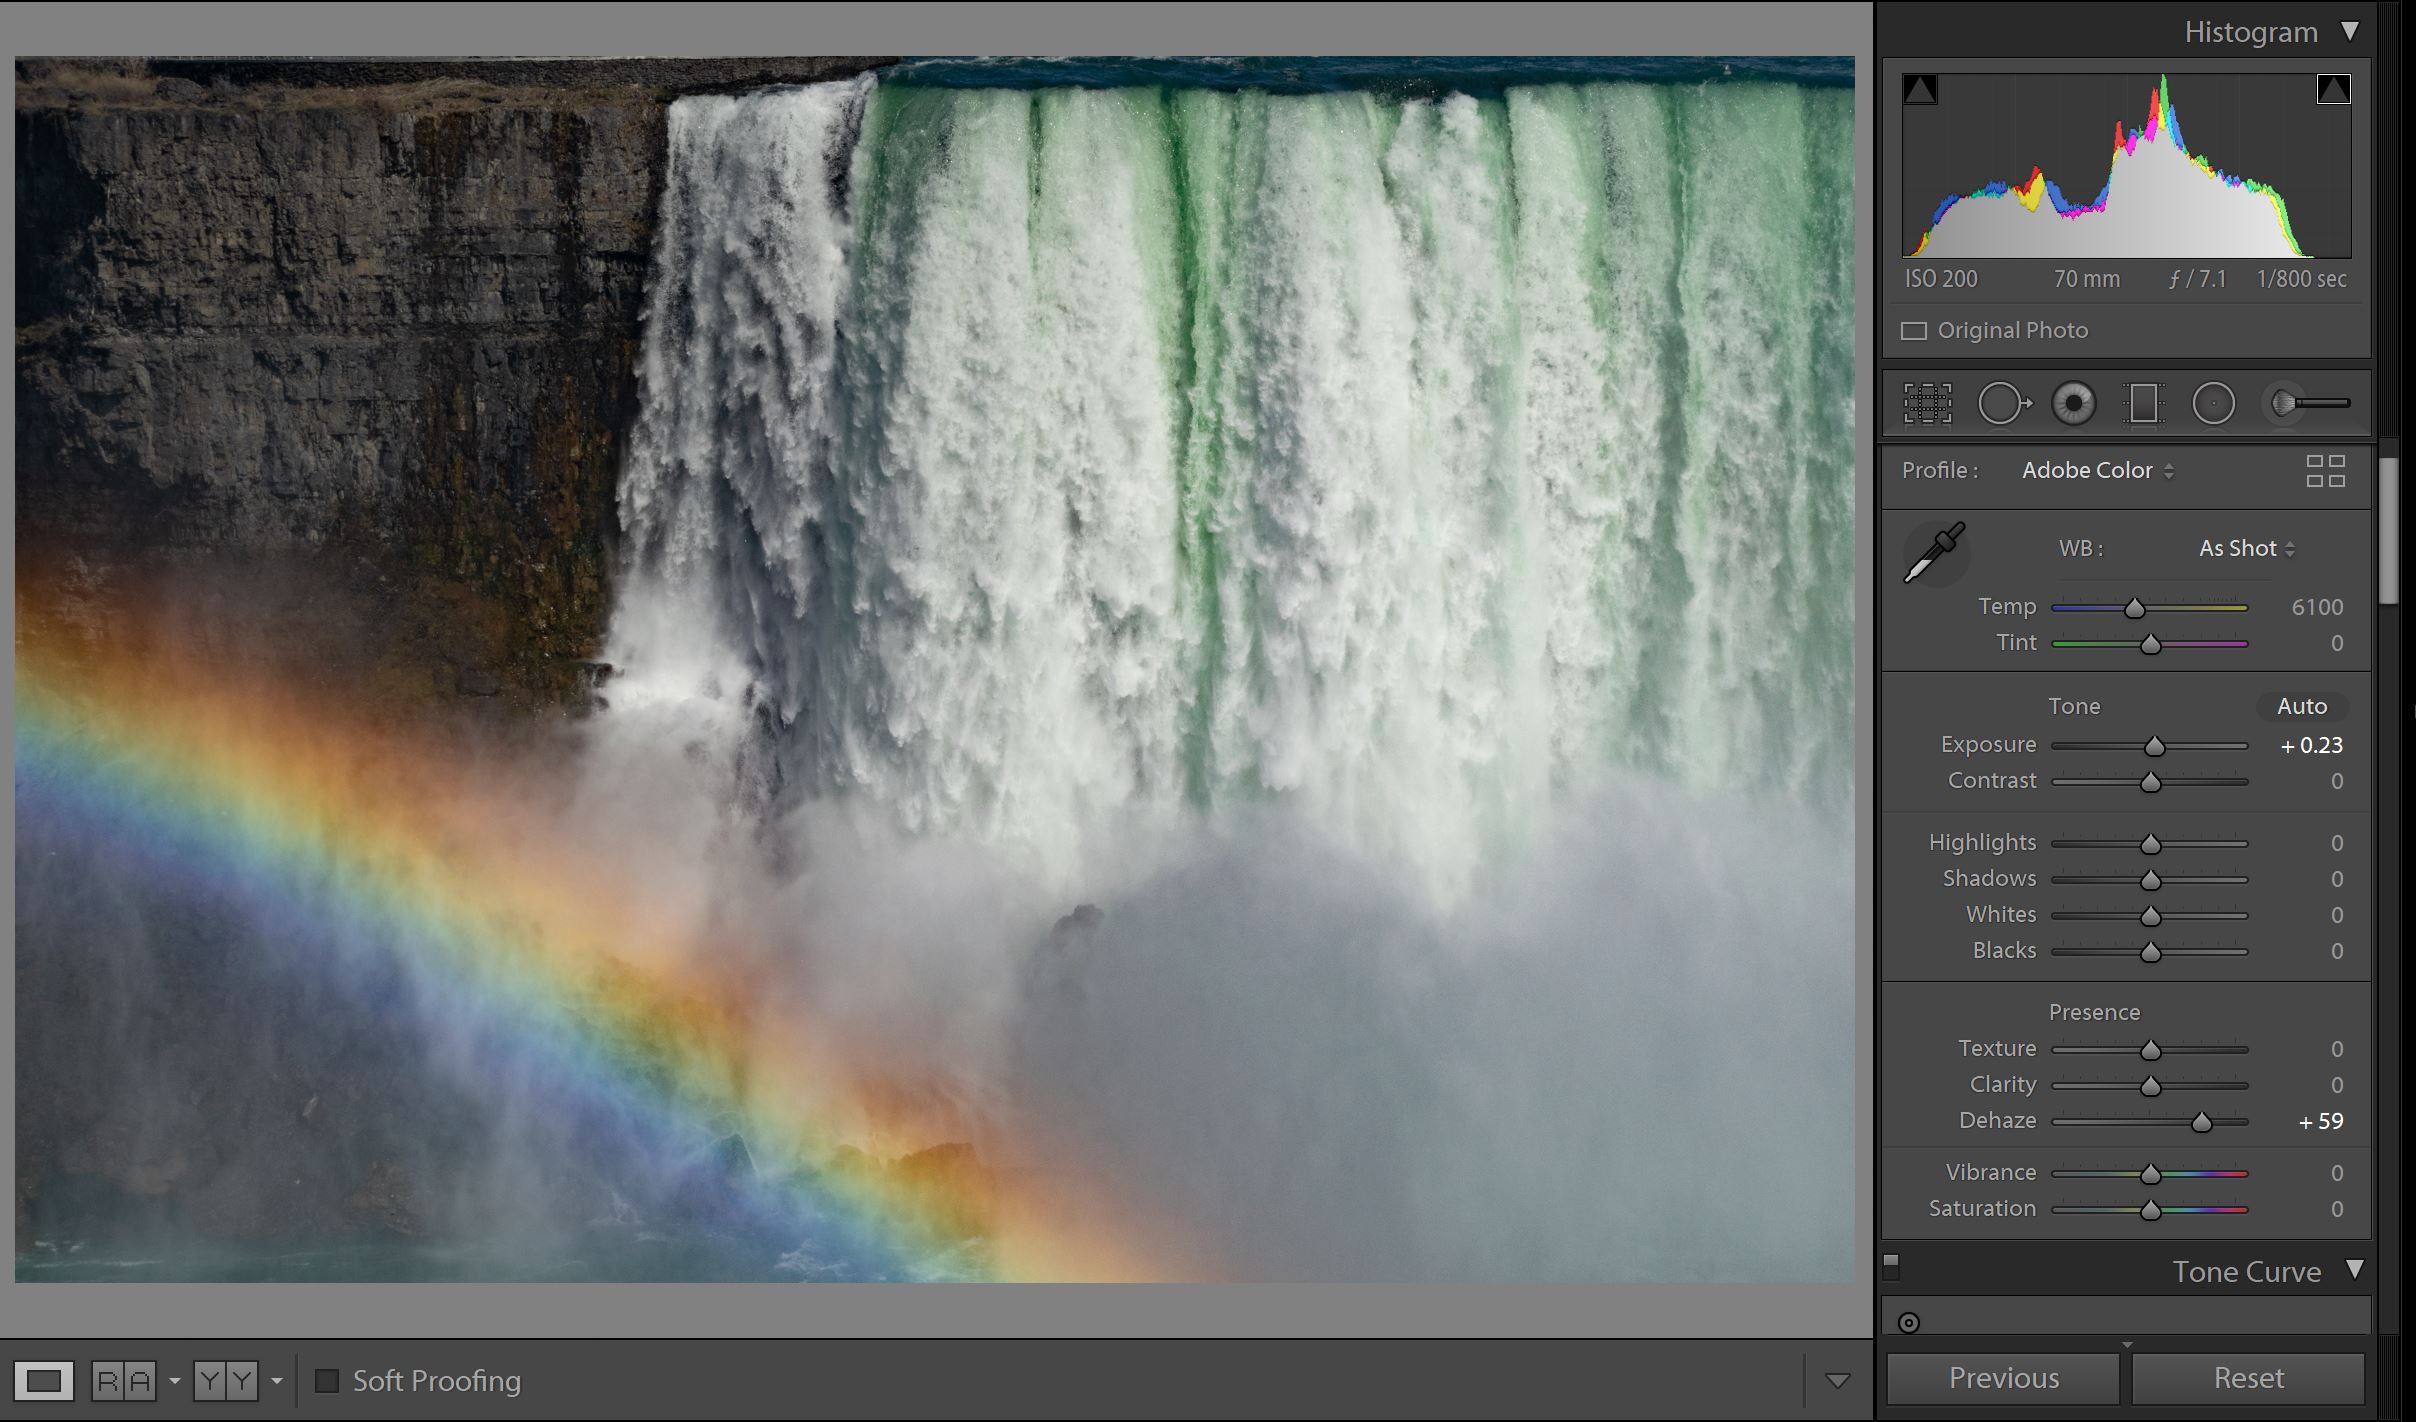 Histogram
ISO 200 70 mm ƒ / 7.1 1/800 sec
Original Photo
Profile : Adobe Color
WB : As Shot
Temp 6100
Tint 0
Tone Auto
Exposure + 0.23
Contrast 0
Highlights 0
Shadows 0
Whites 0
Blacks 0
Presence
Texture 0
Clarity 0
Dehaze + 59
Vibrance 0
Saturation 0
Tone Curve
R A Y Y Soft Proofing Previous Reset